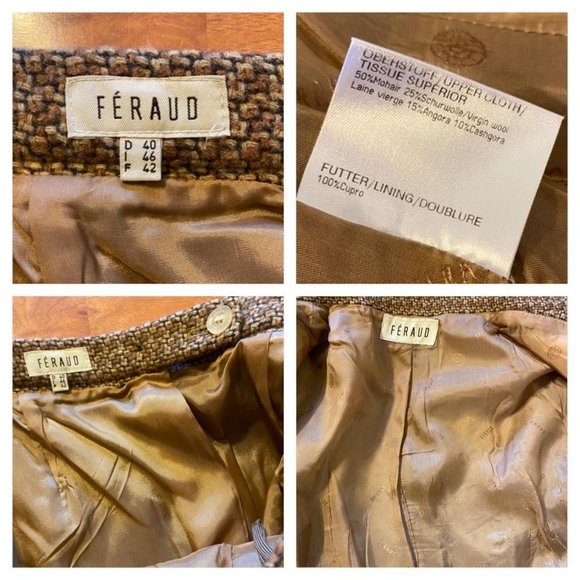 FÉRAUD
D 40
I 46
F 42
OBERSTOFF/UPPER CLOTH/
TISSUE SUPERIOR
50%Mohair 25%Schurwolle/Virgin wool
Laine vierge 15%Angora 10%Cashgora
FUTTER/LINING/DOUBLURE
100%Cupro
FÉRAUD
FÉRAUD